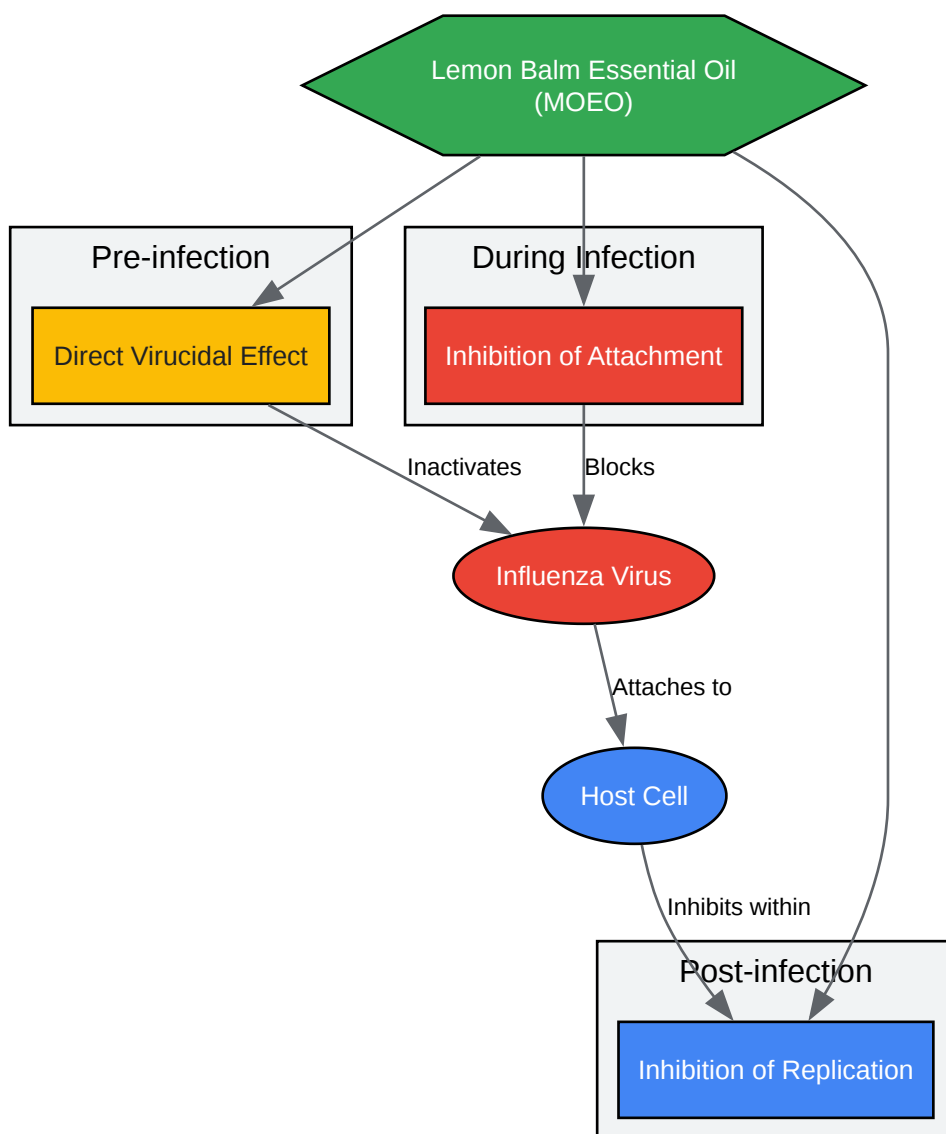 Lemon Balm Essential Oil
(MOEO)
Pre-infection
During Infection
Direct Virucidal Effect
Inhibition of Attachment
Inactivates
Blocks
Influenza Virus
Attaches to
Host Cell
Inhibits within
Post-infection
Inhibition of Replication